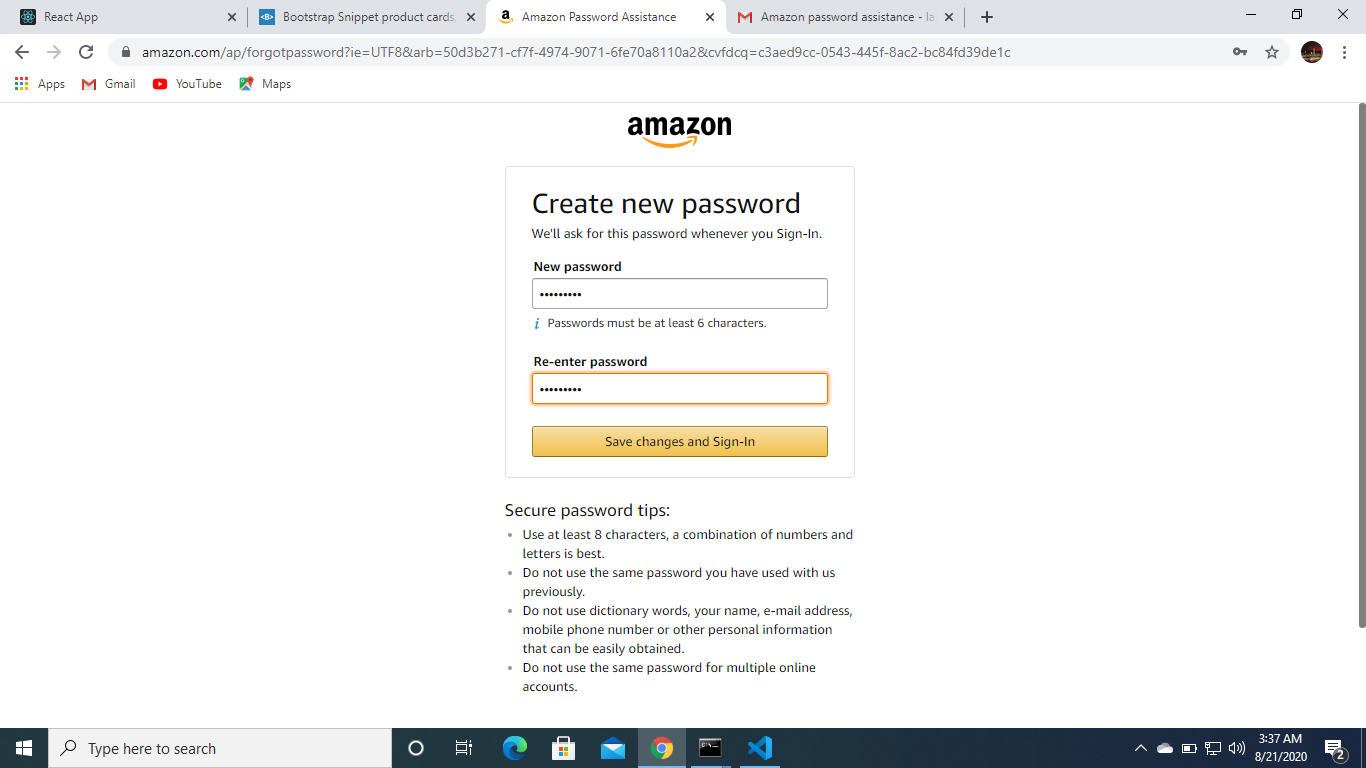 React App
Bootstrap Snippet product cards,
Amazon Password Assistance
Amazon password assistance - la
amazon.com/ap/forgotpassword?ie=UTF8&arb=50d3b271-cf7f-4974-9071-6fe70a8110a2&cvfdcq=c3aed9cc-0543-445f-8ac2-bc84fd39de1c
Apps
Gmail
YouTube
Maps
amazon
Create new password
We'll ask for this password whenever you Sign-In.
New password
•••••••••
i Passwords must be at least 6 characters.
Re-enter password
•••••••••
Save changes and Sign-In
Secure password tips:
• Use at least 8 characters, a combination of numbers and
letters is best.
• Do not use the same password you have used with us
previously.
• Do not use dictionary words, your name, e-mail address,
mobile phone number or other personal information
that can be easily obtained.
• Do not use the same password for multiple online
accounts.
Type here to search
3:37 AM
8/21/2020
2